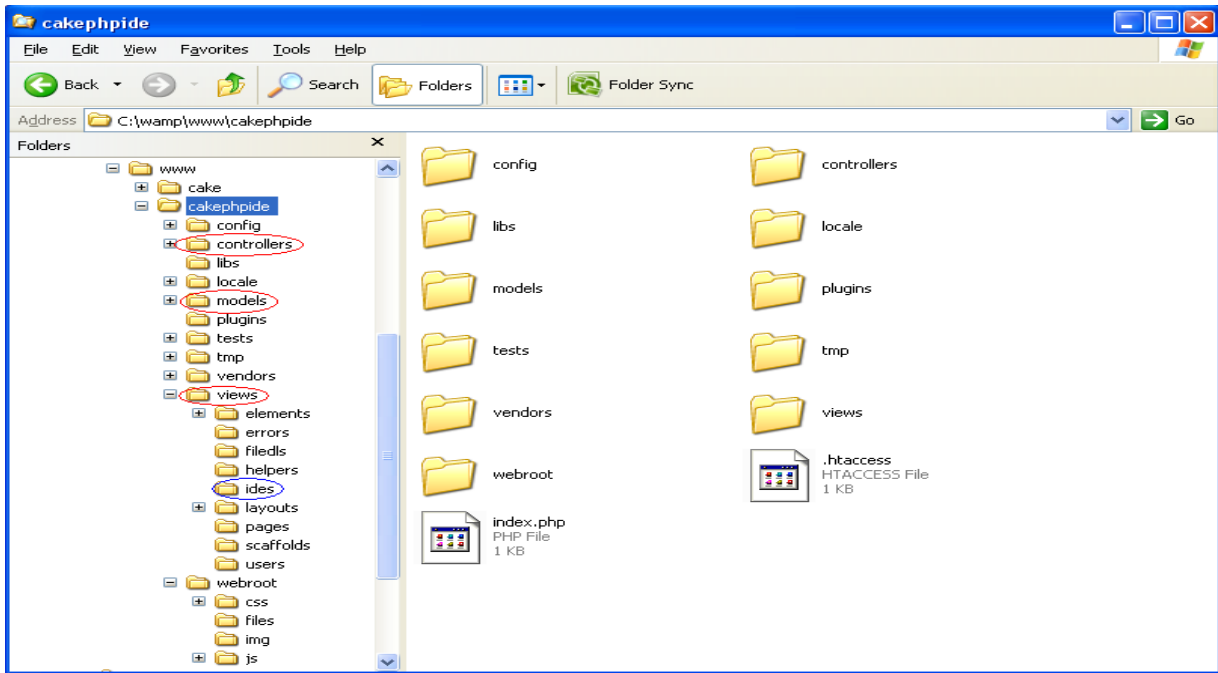 cakephpide
File Edit View Favorites Tools Help
Back Search Folders Folder Sync
Address C:\wamp\www\cakephpide Go
Folders
www
cake
cakephpide
config
controllers
libs
locale
models
plugins
tests
tmp
vendors
views
elements
errors
filedls
helpers
ides
layouts
pages
scaffolds
users
webroot
css
files
img
js
config controllers
libs locale
models plugins
tests tmp
vendors views
webroot .htaccess
HTACCESS File
1 KB
index.php
PHP File
1 KB